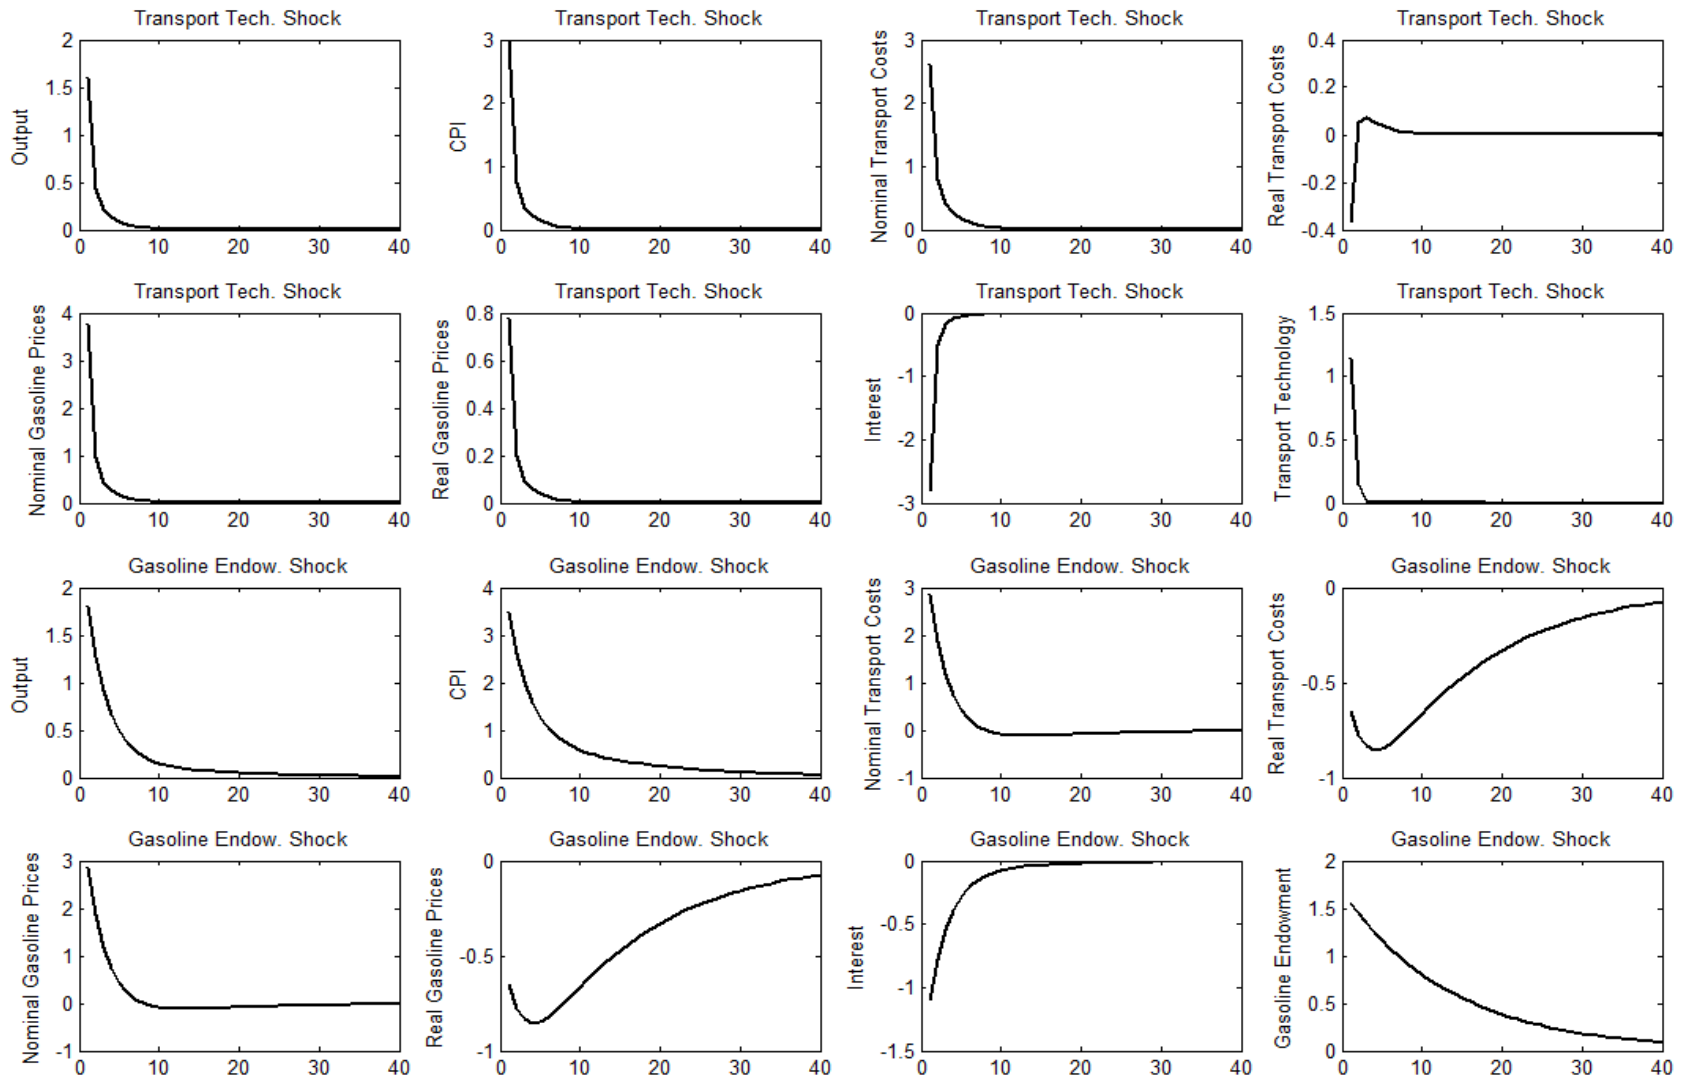 Transport Tech. Shock
Output
2
1.5
1
0.5
0
0 10 20 30 40
Transport Tech. Shock
CPI
3
2
1
0
0 10 20 30 40
Transport Tech. Shock
Nominal Transport Costs
3
2
1
0
0 10 20 30 40
Transport Tech. Shock
Real Transport Costs
0.4
0.2
0
-0.2
-0.4
0 10 20 30 40
Transport Tech. Shock
Nominal Gasoline Prices
4
3
2
1
0
0 10 20 30 40
Transport Tech. Shock
Real Gasoline Prices
0.8
0.6
0.4
0.2
0
0 10 20 30 40
Transport Tech. Shock
Interest
0
-1
-2
-3
0 10 20 30 40
Transport Tech. Shock
Transport Technology
1.5
1
0.5
0
0 10 20 30 40
Gasoline Endow. Shock
Output
2
1.5
1
0.5
0
0 10 20 30 40
Gasoline Endow. Shock
CPI
4
3
2
1
0
0 10 20 30 40
Gasoline Endow. Shock
Nominal Transport Costs
3
2
1
0
-1
0 10 20 30 40
Gasoline Endow. Shock
Real Transport Costs
0
-0.5
-1
0 10 20 30 40
Gasoline Endow. Shock
Nominal Gasoline Prices
3
2
1
0
-1
0 10 20 30 40
Gasoline Endow. Shock
Real Gasoline Prices
0
-0.5
-1
0 10 20 30 40
Gasoline Endow. Shock
Interest
0
-0.5
-1
-1.5
0 10 20 30 40
Gasoline Endow. Shock
Gasoline Endowment
2
1.5
1
0.5
0
0 10 20 30 40